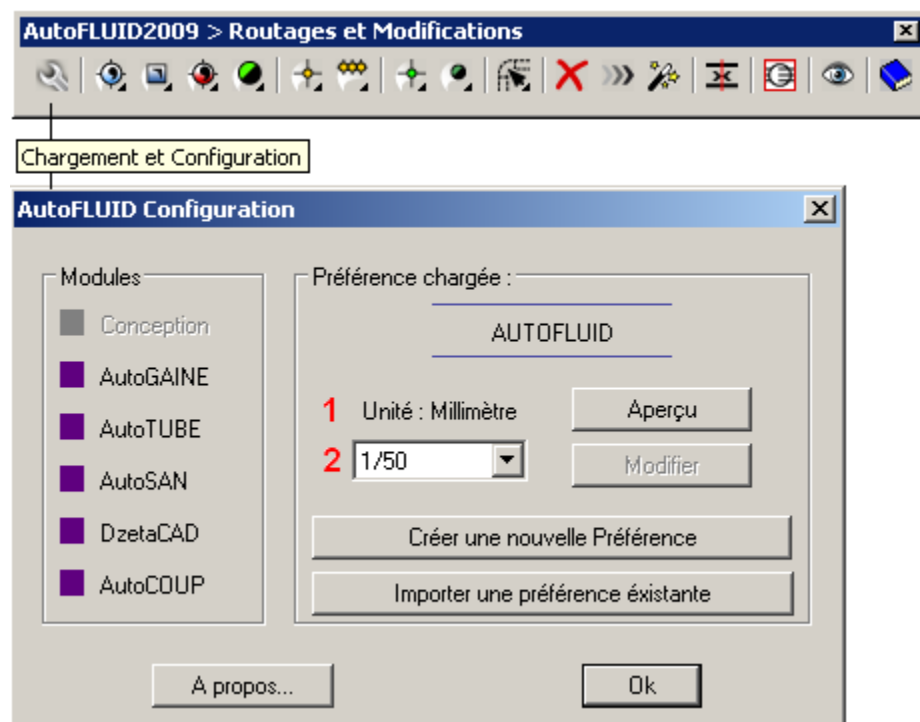 AutoFLUID2009 > Routages et Modifications
Chargement et Configuration
AutoFLUID Configuration
Modules
Conception
AutoGAINE
AutoTUBE
AutoSAN
DzetaCAD
AutoCOUP
Préférence chargée :
AUTOFLUID
1 Unité : Millimètre
Aperçu
2 1/50
Modifier
Créer une nouvelle Préférence
Importer une préférence éxistante
A propos...
Ok